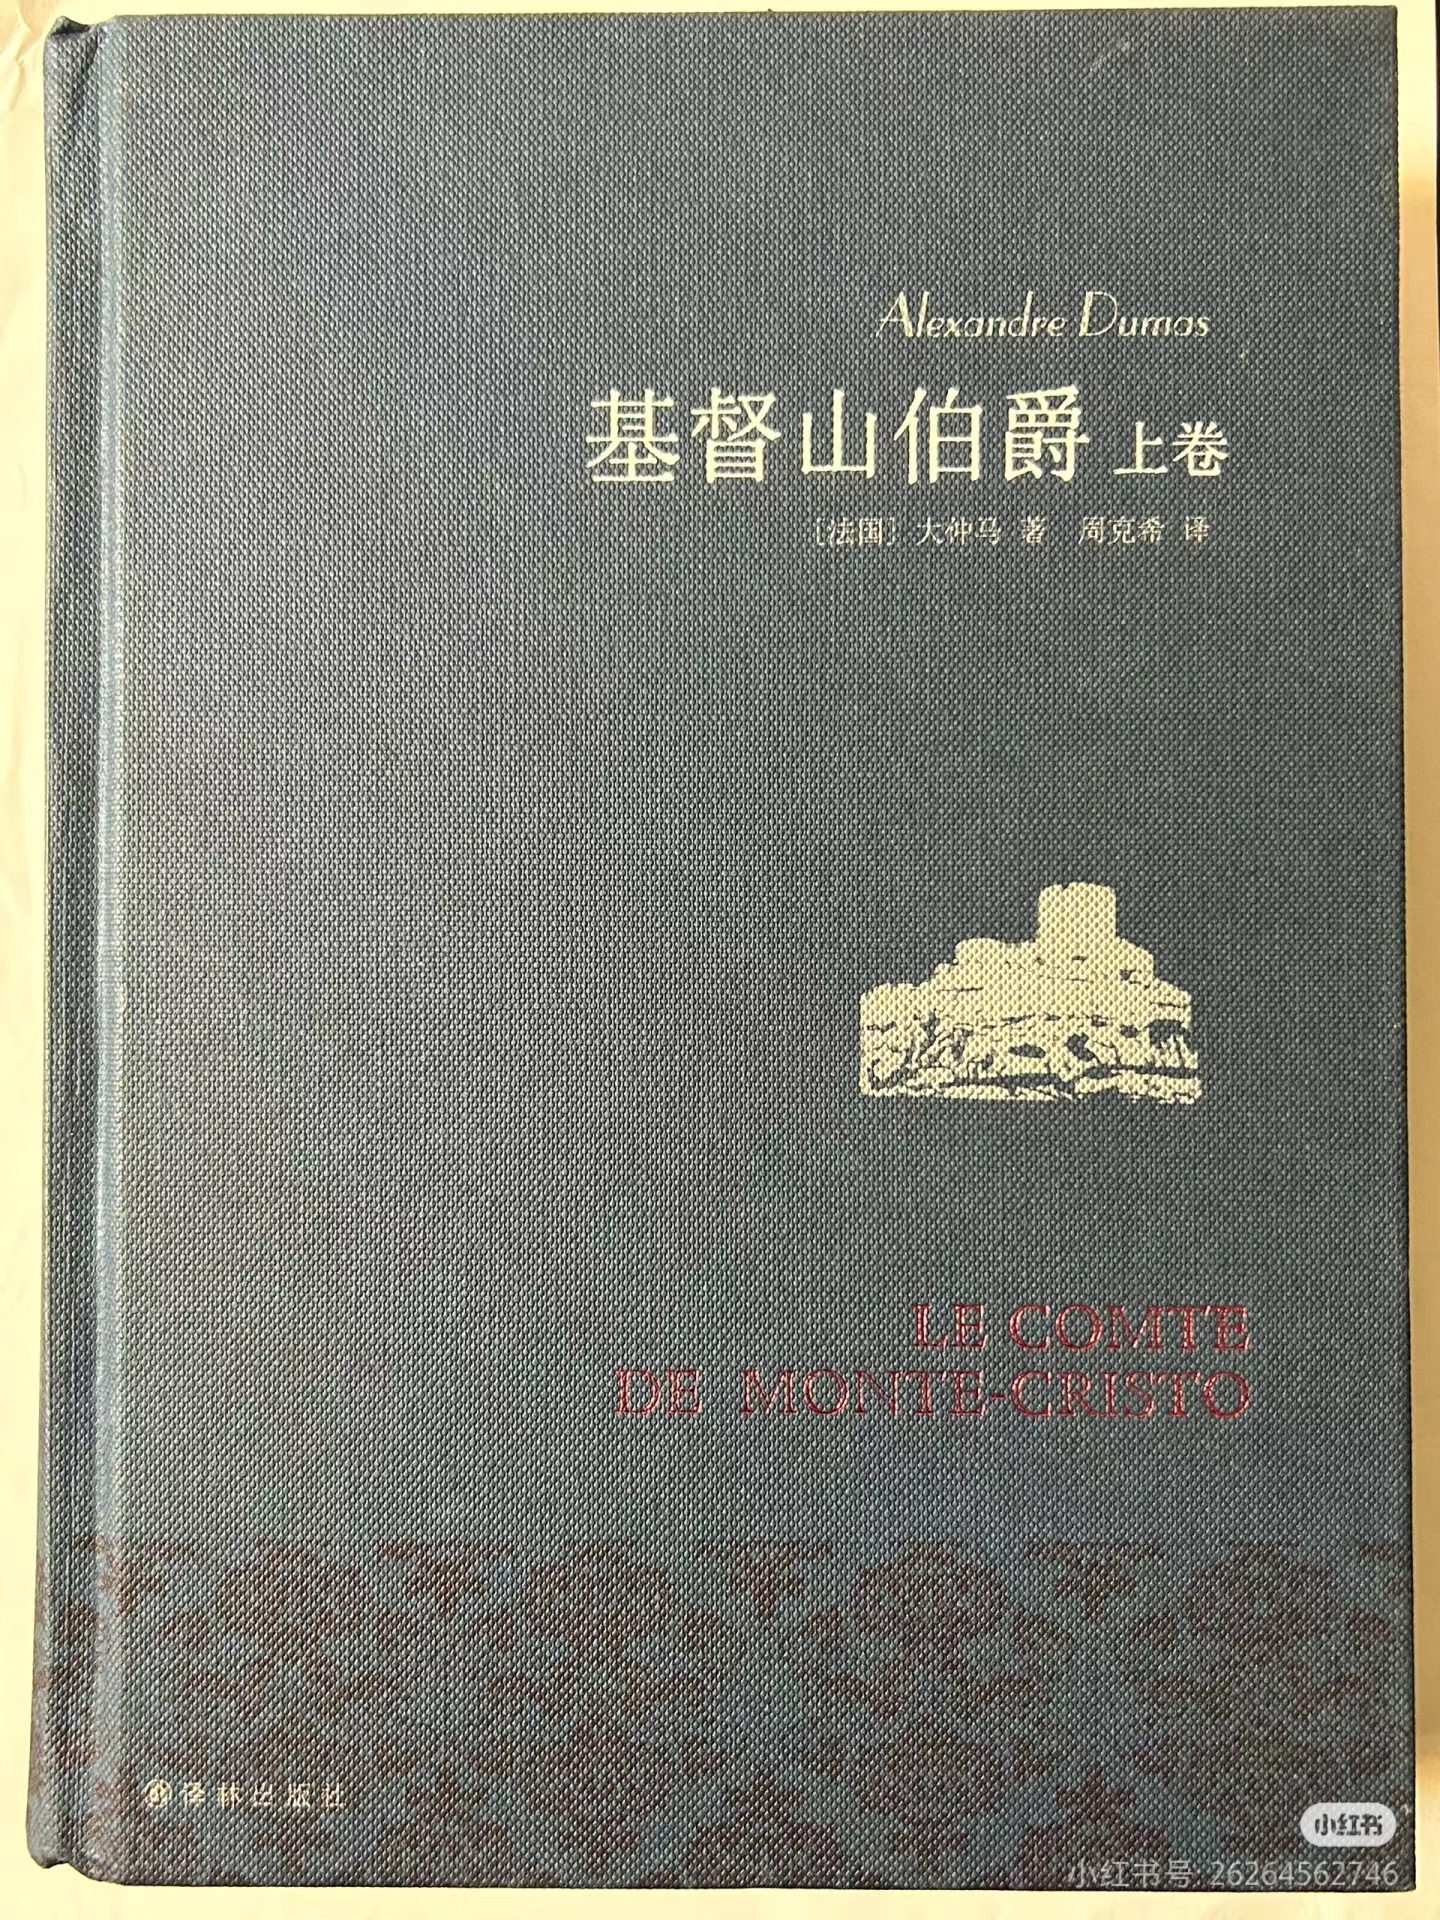 Alexandre Dumas
基督山伯爵 上卷
［法国］ 大仲马 著 周克希 译
LE COMTE
DE MONTE-CRISTO
译林出版社
小红书
小红书号: 26264562746